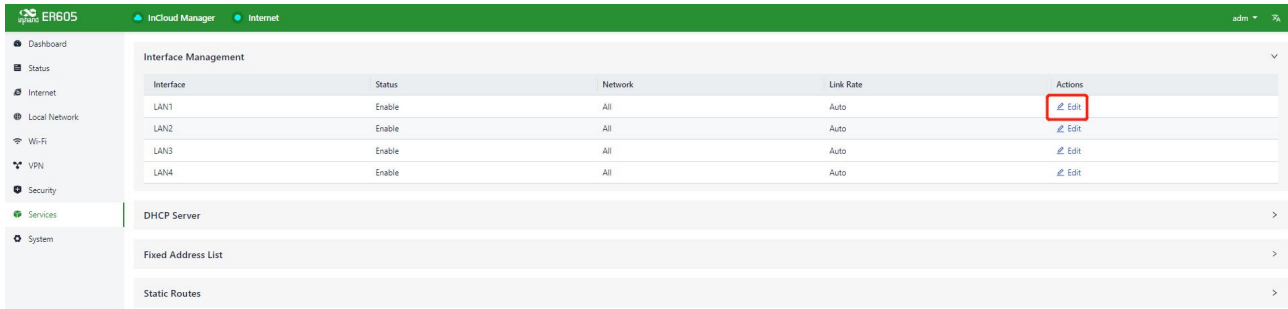 inhand ER605 InCloud Manager Internet adm
Dashboard
Status
Internet
Local Network
Wi-Fi
VPN
Security
Services
System
Interface Management
Interface Status Network Link Rate Actions
LAN1 Enable All Auto Edit
LAN2 Enable All Auto Edit
LAN3 Enable All Auto Edit
LAN4 Enable All Auto Edit
DHCP Server
Fixed Address List
Static Routes